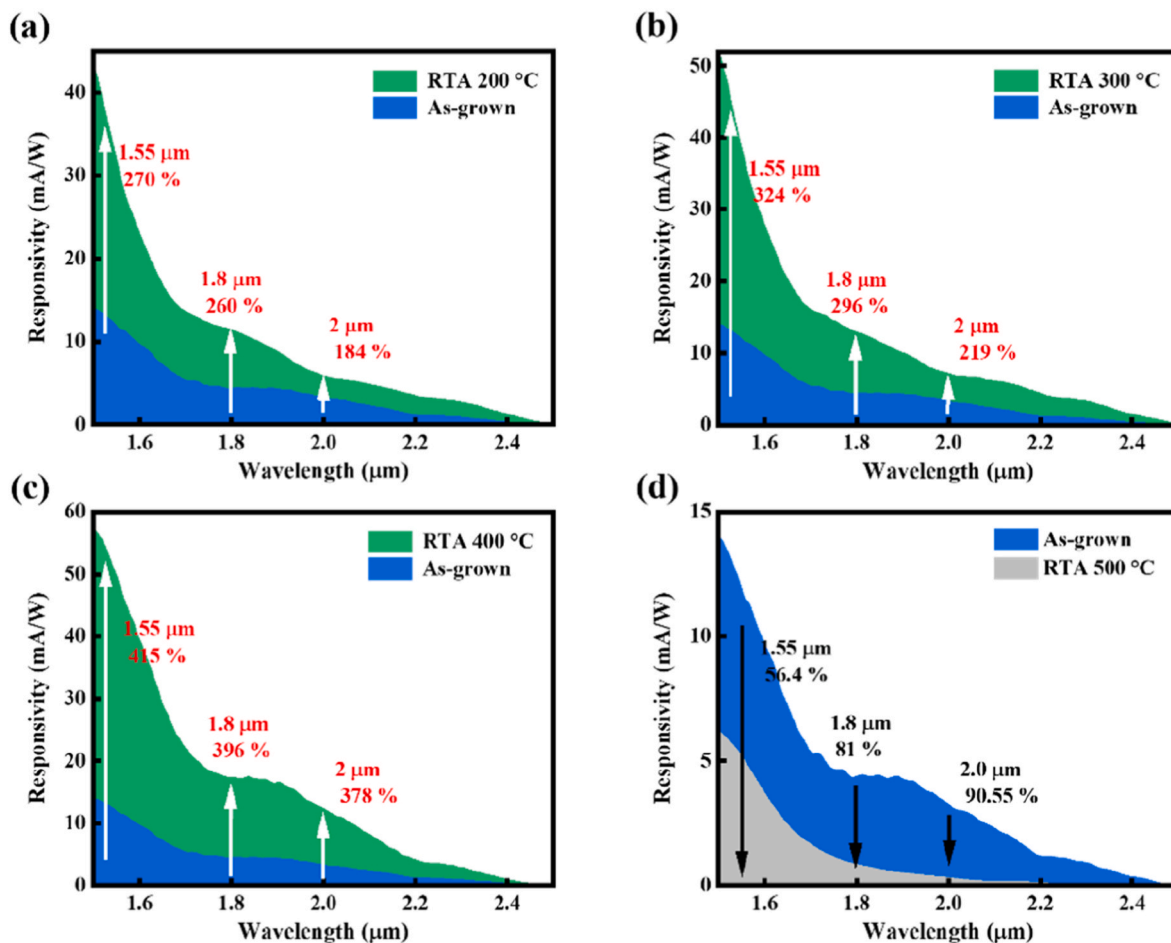 (a)
RTA 200 °C
As-grown
1.55 μm
270 %
1.8 μm
260 %
2 μm
184 %
Responsivity (mA/W)
40
30
20
10
0
1.6
1.8
2.0
2.2
2.4
Wavelength (μm)
(b)
RTA 300 °C
As-grown
1.55 μm
324 %
1.8 μm
296 %
2 μm
219 %
Responsivity (mA/W)
50
40
30
20
10
0
1.6
1.8
2.0
2.2
2.4
Wavelength (μm)
(c)
RTA 400 °C
As-grown
1.55 μm
415 %
1.8 μm
396 %
2 μm
378 %
Responsivity (mA/W)
60
50
40
30
20
10
0
1.6
1.8
2.0
2.2
2.4
Wavelength (μm)
(d)
As-grown
RTA 500 °C
1.55 μm
56.4 %
1.8 μm
81 %
2.0 μm
90.55 %
Responsivity (mA/W)
15
10
5
0
1.6
1.8
2.0
2.2
2.4
Wavelength (μm)